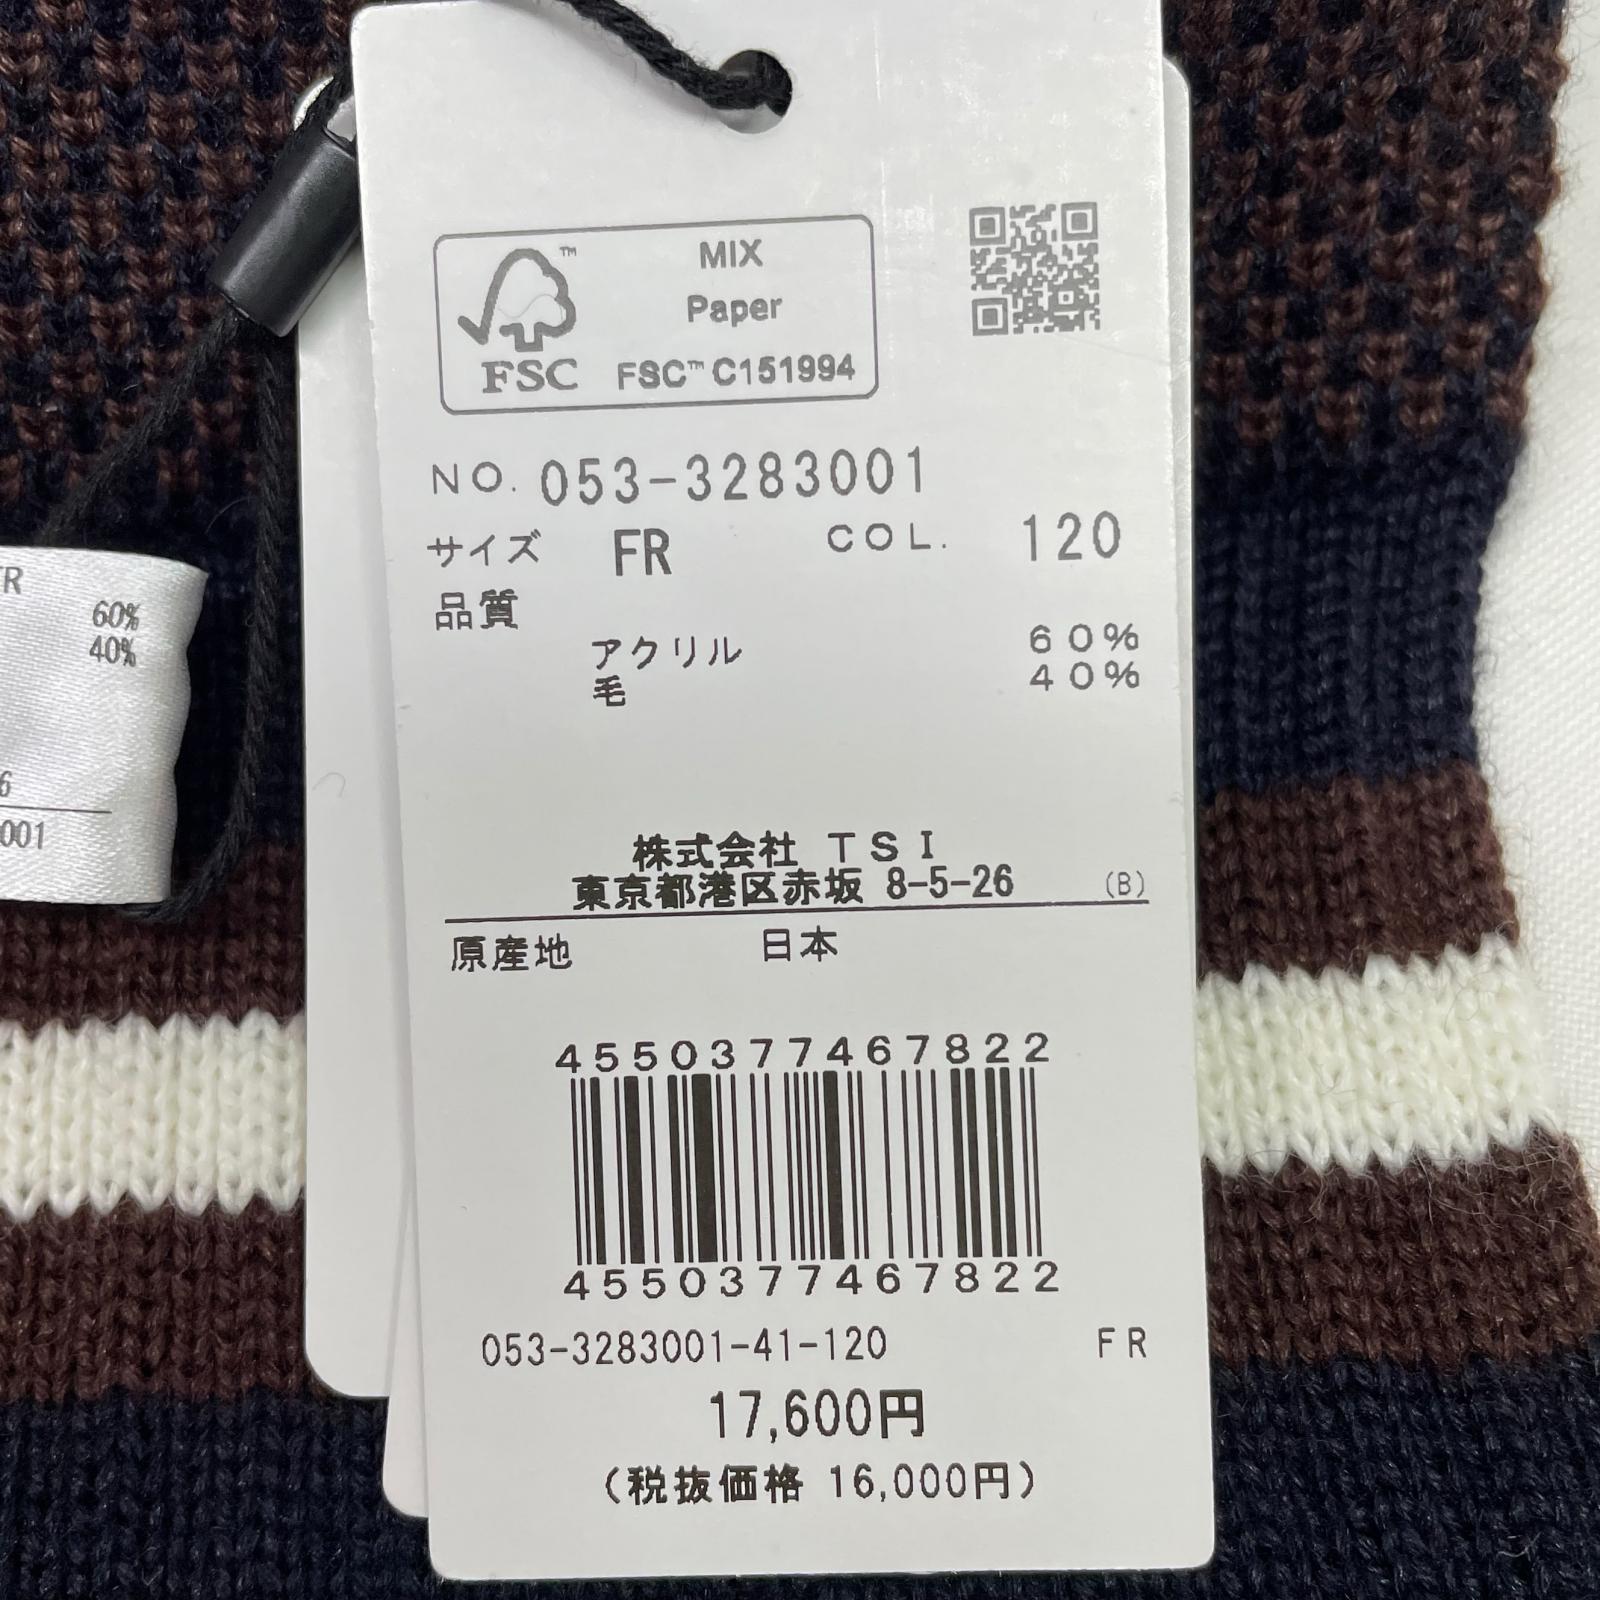 MIX
Paper
FSC™ C151994
™
FSC
NO. 053-3283001
サイズ FR COL. 120
品質
アクリル 60%
毛 40%
株式会社 TSI
東京都港区赤坂 8-5-26 (B)
原産地 日本
4550377467822
4550377467822
053-3283001-41-120 FR
17,600円
(税抜価格 16,000円)
60%
40%
6
001